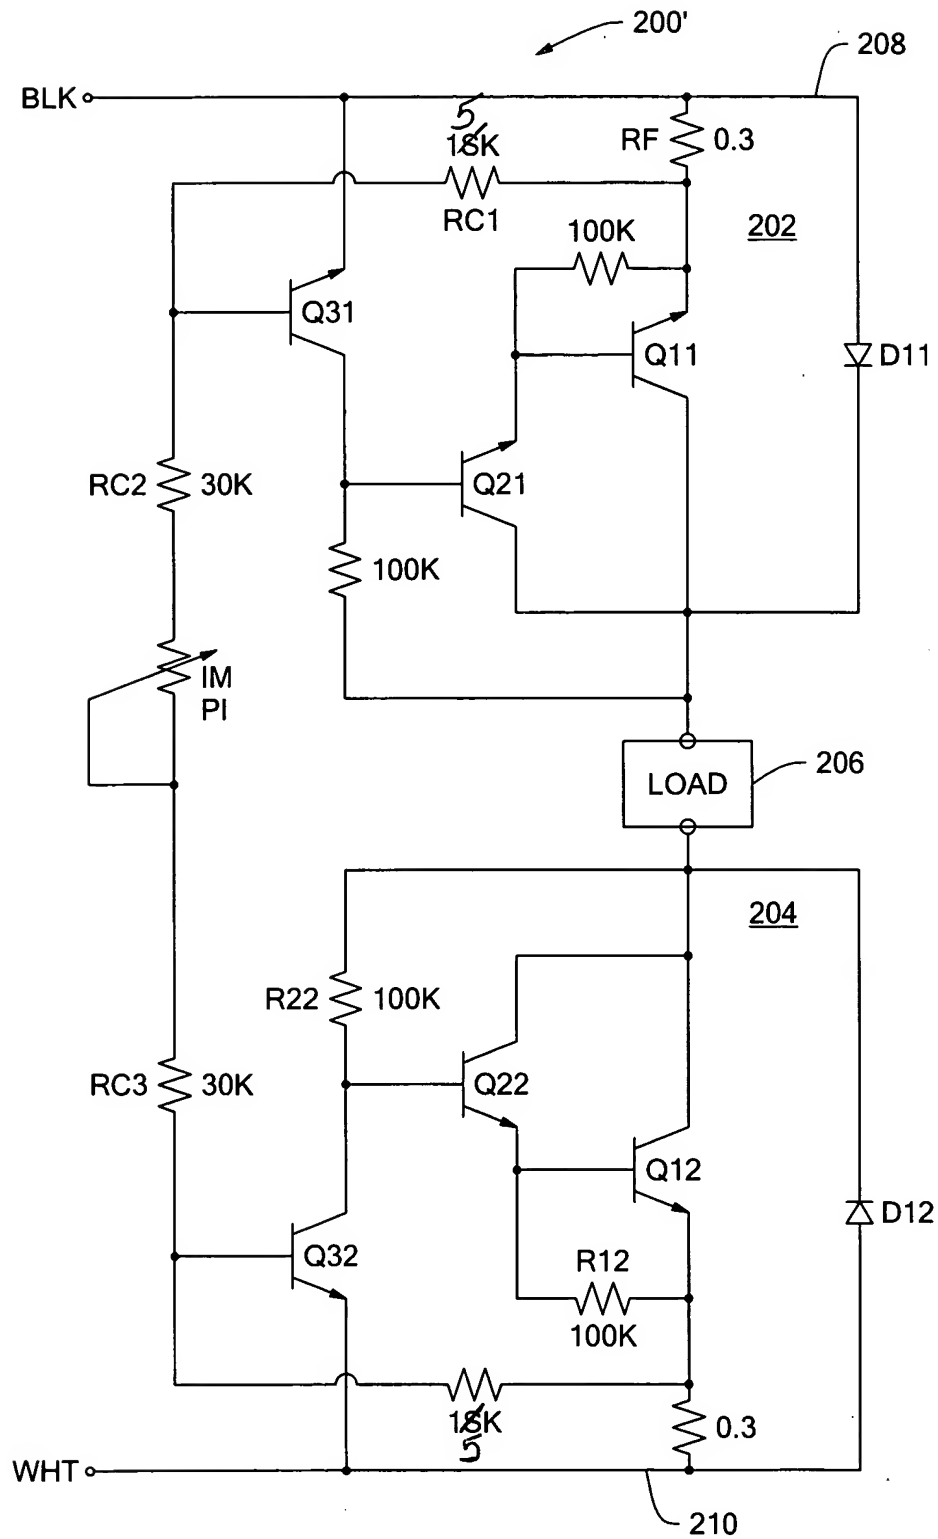 200'
208
BLK
5
18K
RF
0.3
RC1
202
100K
Q31
Q11
D11
RC2
30K
Q21
100K
IM
PI
206
LOAD
204
R22
100K
RC3
30K
Q22
Q12
D12
Q32
R12
100K
18K
5
0.3
WHT
210